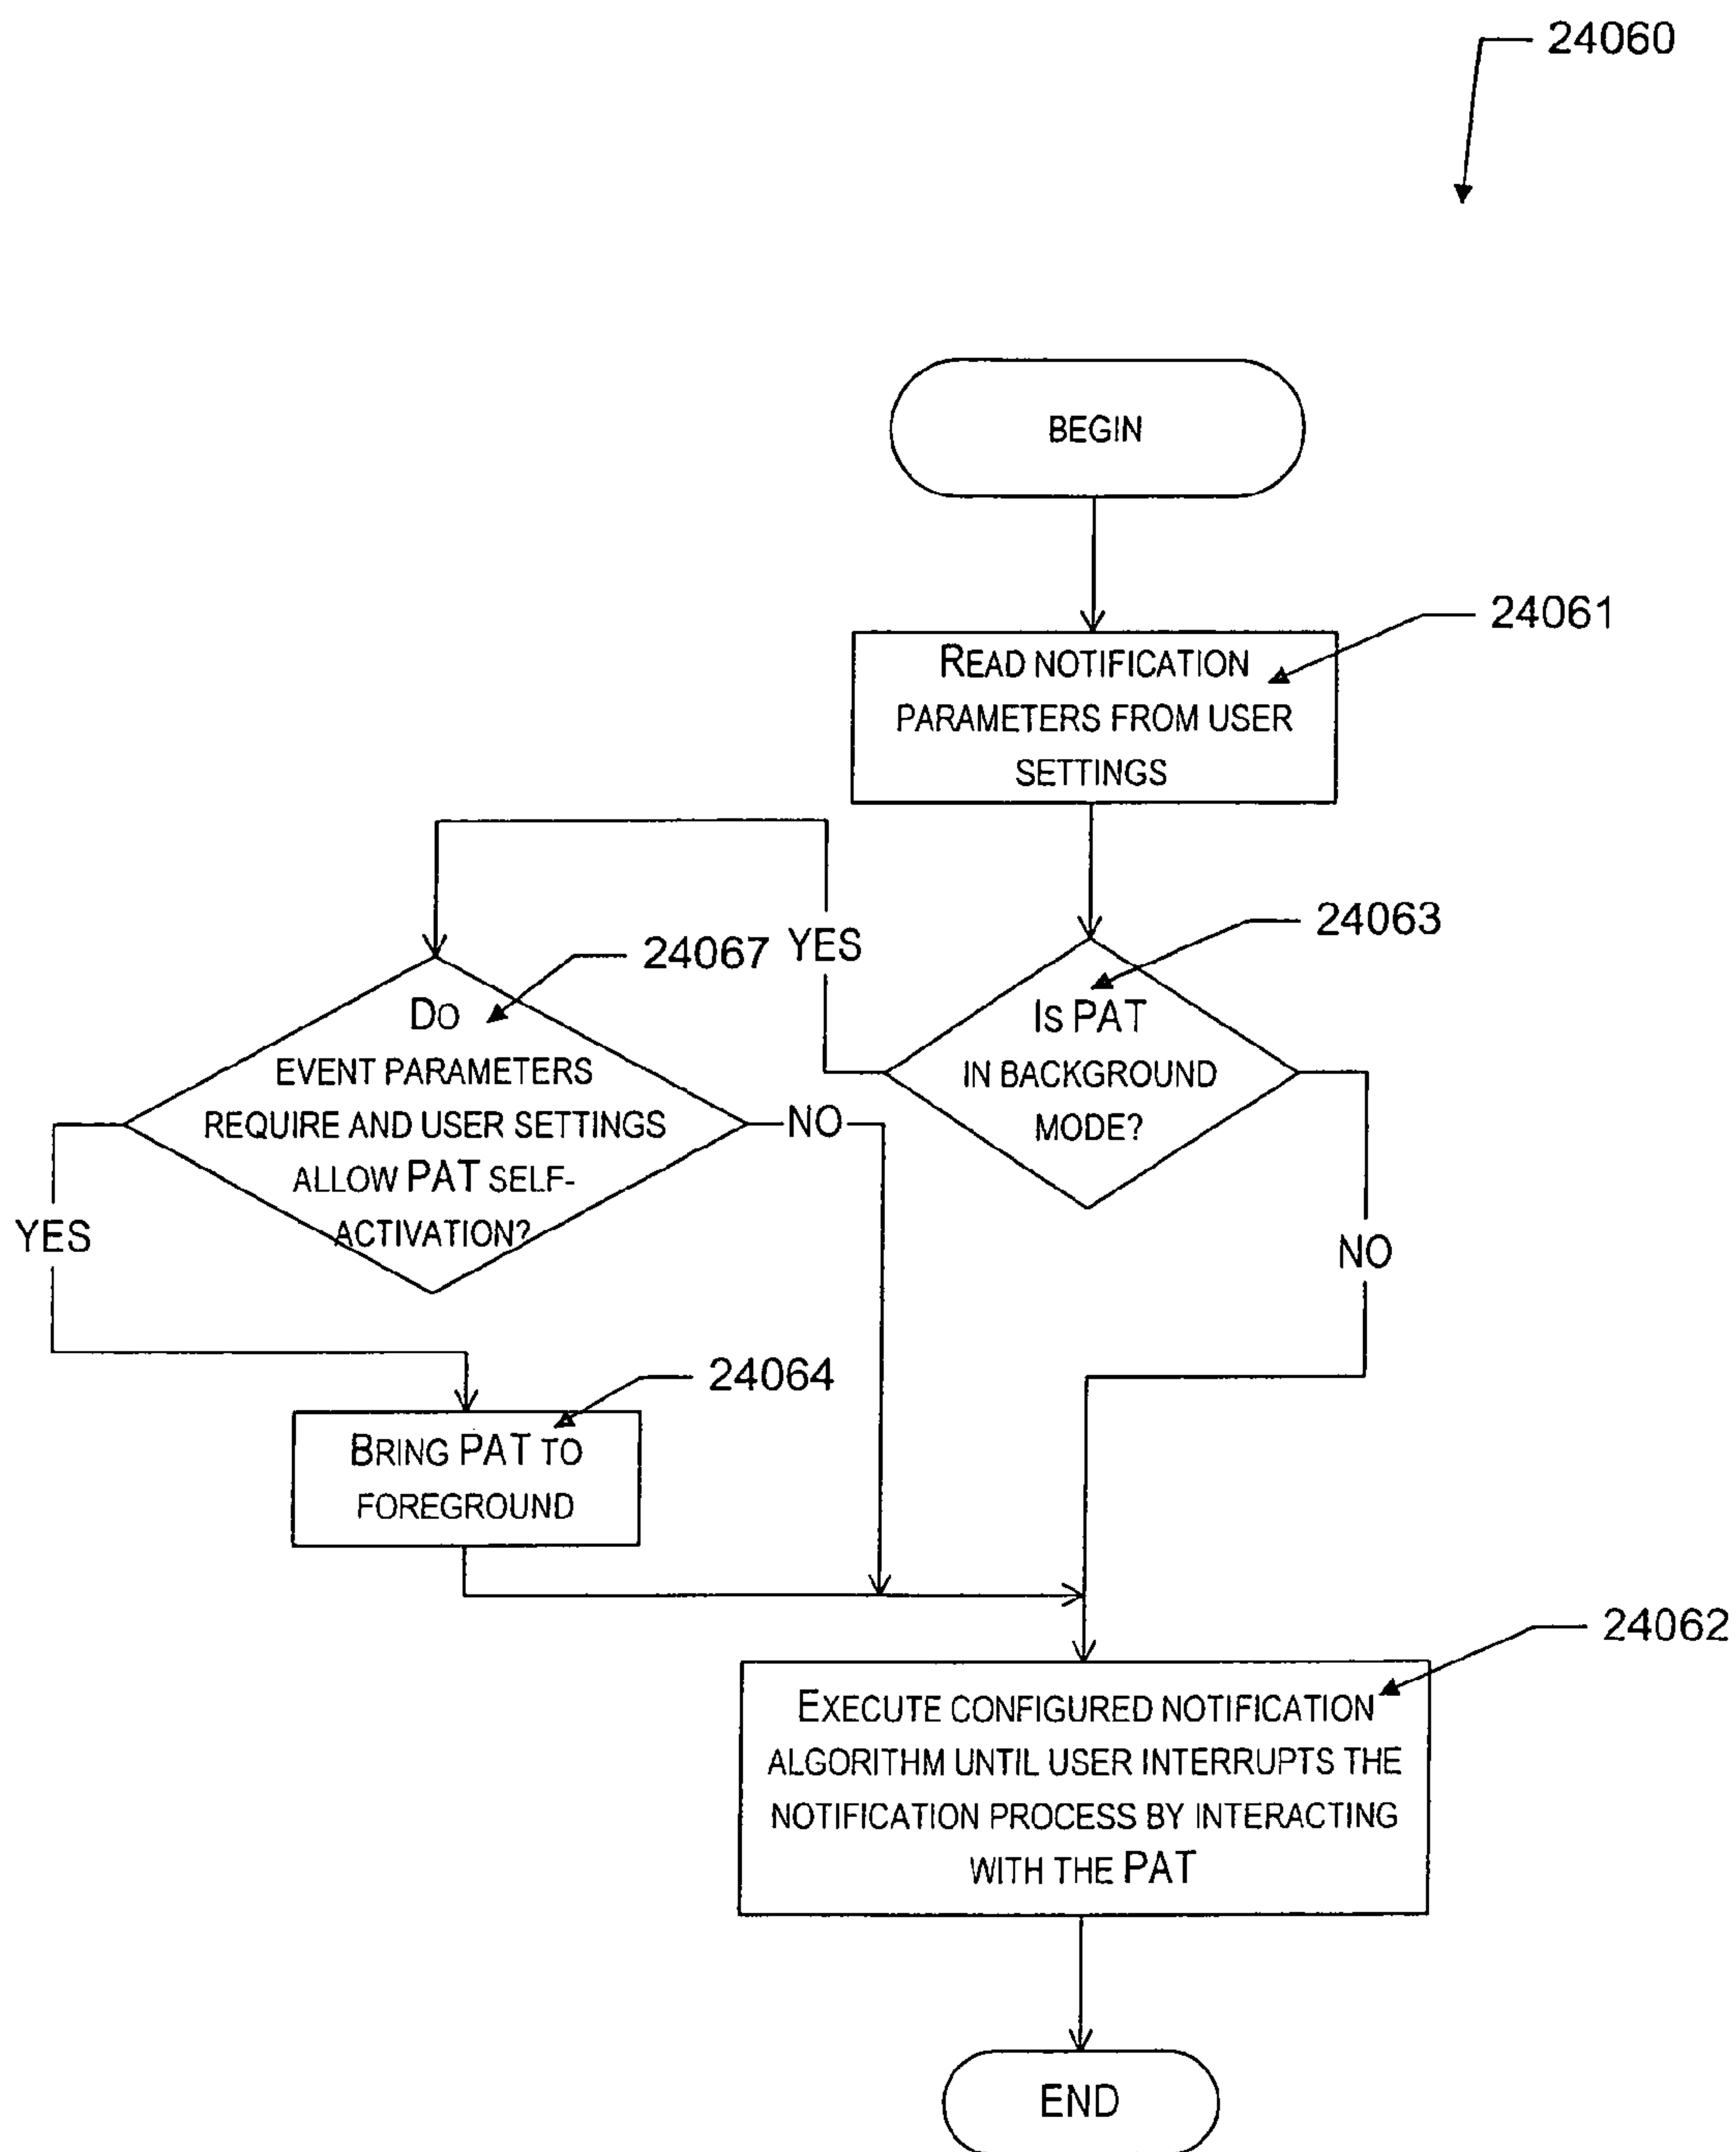 24060
BEGIN
24061
READ NOTIFICATION
PARAMETERS FROM USER
SETTINGS
24063
IS PAT
IN BACKGROUND
MODE?
YES
NO
24067
DO
EVENT PARAMETERS
REQUIRE AND USER SETTINGS
ALLOW PAT SELF-
ACTIVATION?
NO
YES
24064
BRING PAT TO
FOREGROUND
24062
EXECUTE CONFIGURED NOTIFICATION
ALGORITHM UNTIL USER INTERRUPTS THE
NOTIFICATION PROCESS BY INTERACTING
WITH THE PAT
END